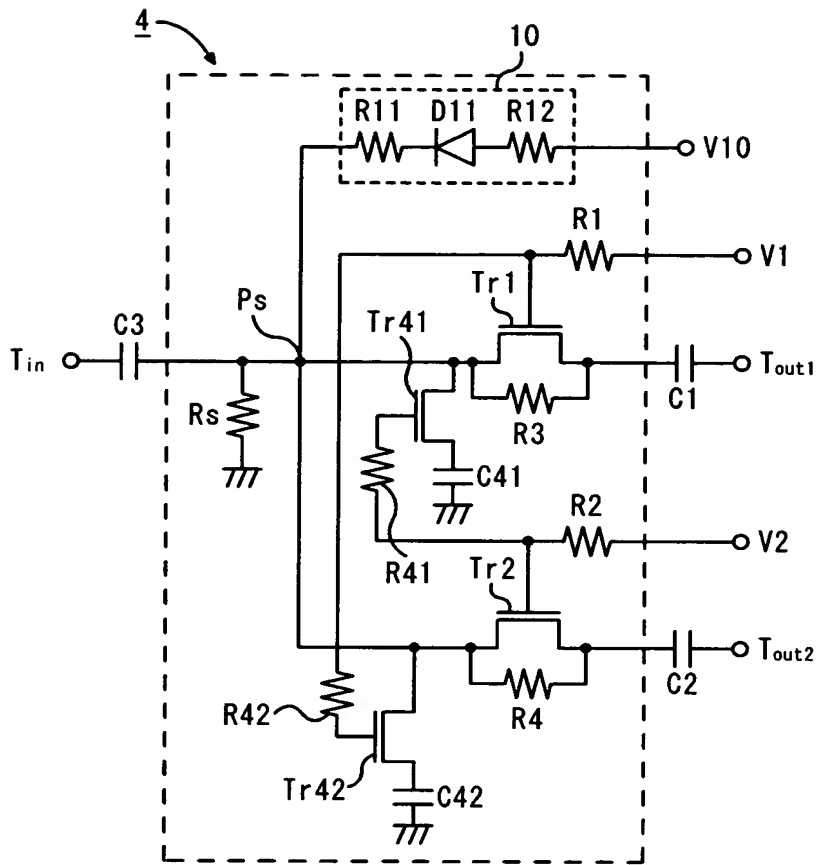 4
10
R11 D11 R12
V10
R1
V1
Tr1
Ps
Tr41
C3
Tin
Tout1
C1
Rs
R3
C41
R2
V2
R41
Tr2
Tout2
C2
R4
R42
Tr42
C42